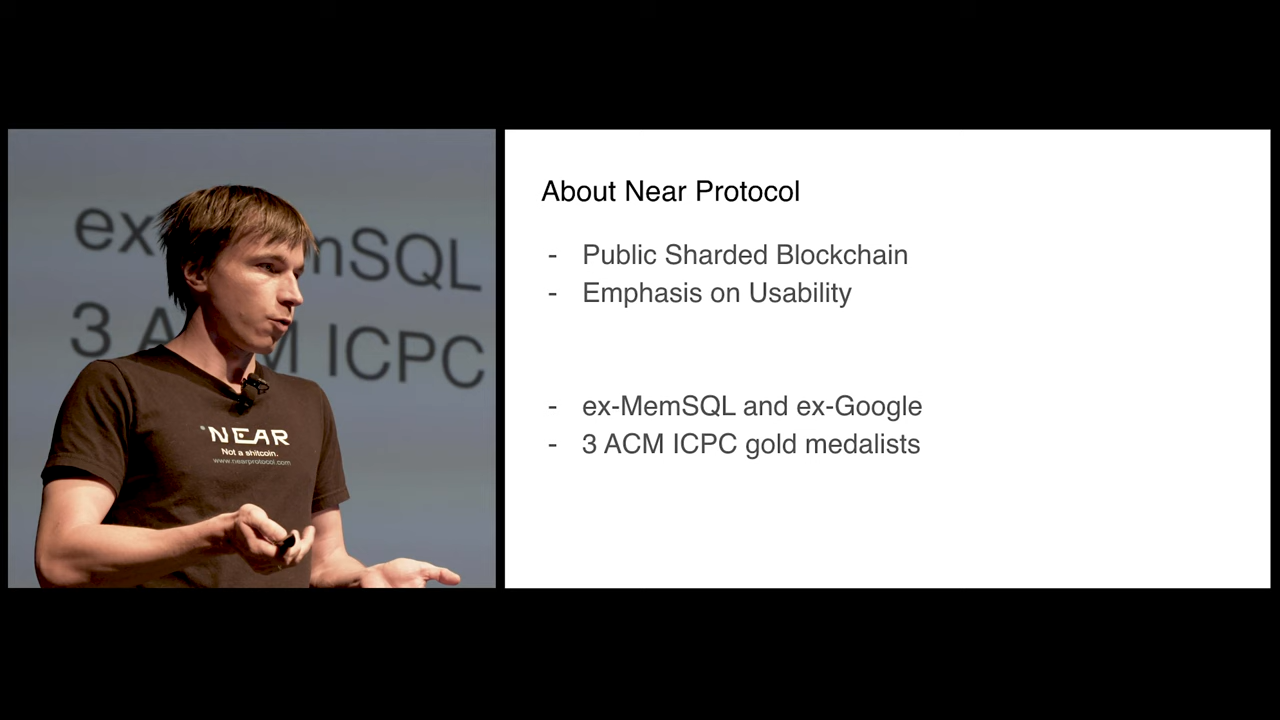 ex-MemSQL
3 ACM ICPC
NEAR
Not a shitcoin.
www.nearprotocol.com
About Near Protocol
- Public Sharded Blockchain
- Emphasis on Usability
- ex-MemSQL and ex-Google
- 3 ACM ICPC gold medalists